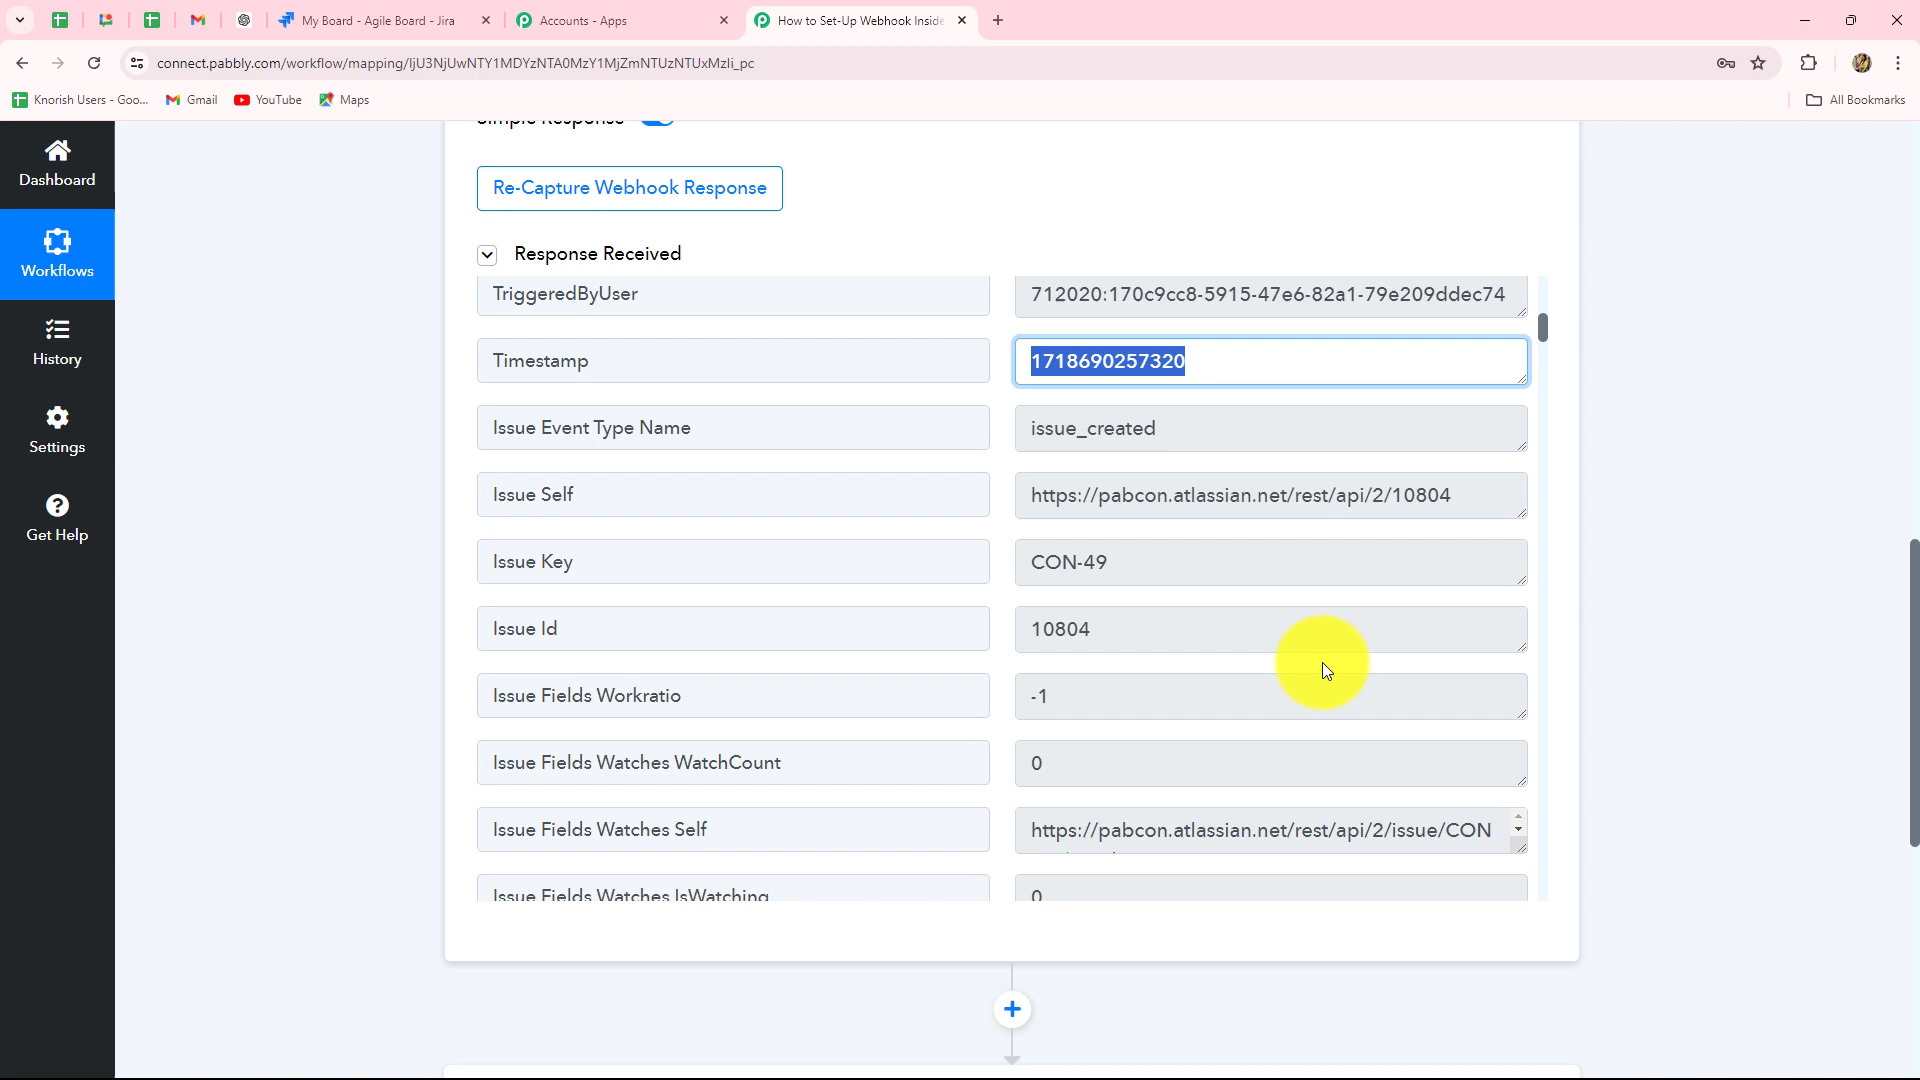 My Board - Agile Board - Jira
Accounts - Apps
How to Set-Up Webhook Inside
connect.pabbly.com/workflow/mapping/IjU3NjUwNTY1MDYzNTA0MzY1MjZmNTUzNTUxMzIi_pc
Knorish Users - Goo...
Gmail
YouTube
Maps
All Bookmarks
Dashboard
Workflows
History
Settings
Get Help
Simple Response
Re-Capture Webhook Response
Response Received
TriggeredByUser
712020:170c9cc8-5915-47e6-82a1-79e209ddec74
Timestamp
1718690257320
Issue Event Type Name
issue_created
Issue Self
https://pabcon.atlassian.net/rest/api/2/10804
Issue Key
CON-49
Issue Id
10804
Issue Fields Workratio
-1
Issue Fields Watches WatchCount
0
Issue Fields Watches Self
https://pabcon.atlassian.net/rest/api/2/issue/CON
Issue Fields Watches IsWatching
0